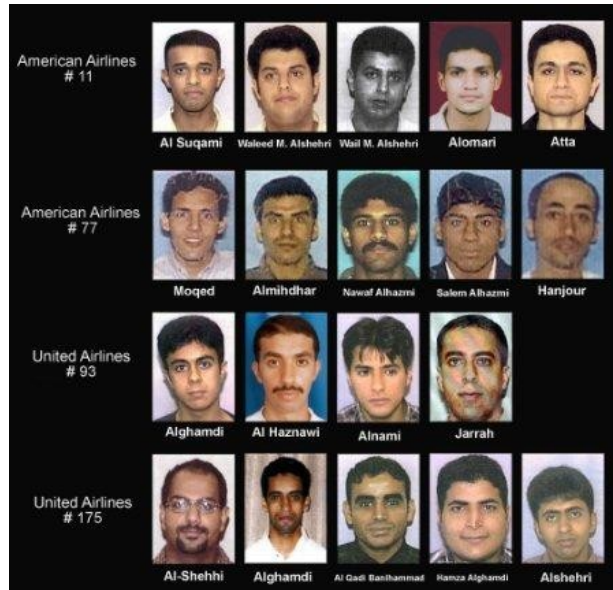 American Airlines
# 11
Al Suqami
Waleed M. Alshehri
Wail M. Alshehri
Alomari
Atta
American Airlines
# 77
Moqed
Almihdhar
Nawaf Alhazmi
Salem Alhazmi
Hanjour
United Airlines
# 93
Alghamdi
Al Haznawi
Alnami
Jarrah
United Airlines
# 175
Al-Shehhi
Alghamdi
Al Qadi Banihammad
Hamza Alghamdi
Alshehri